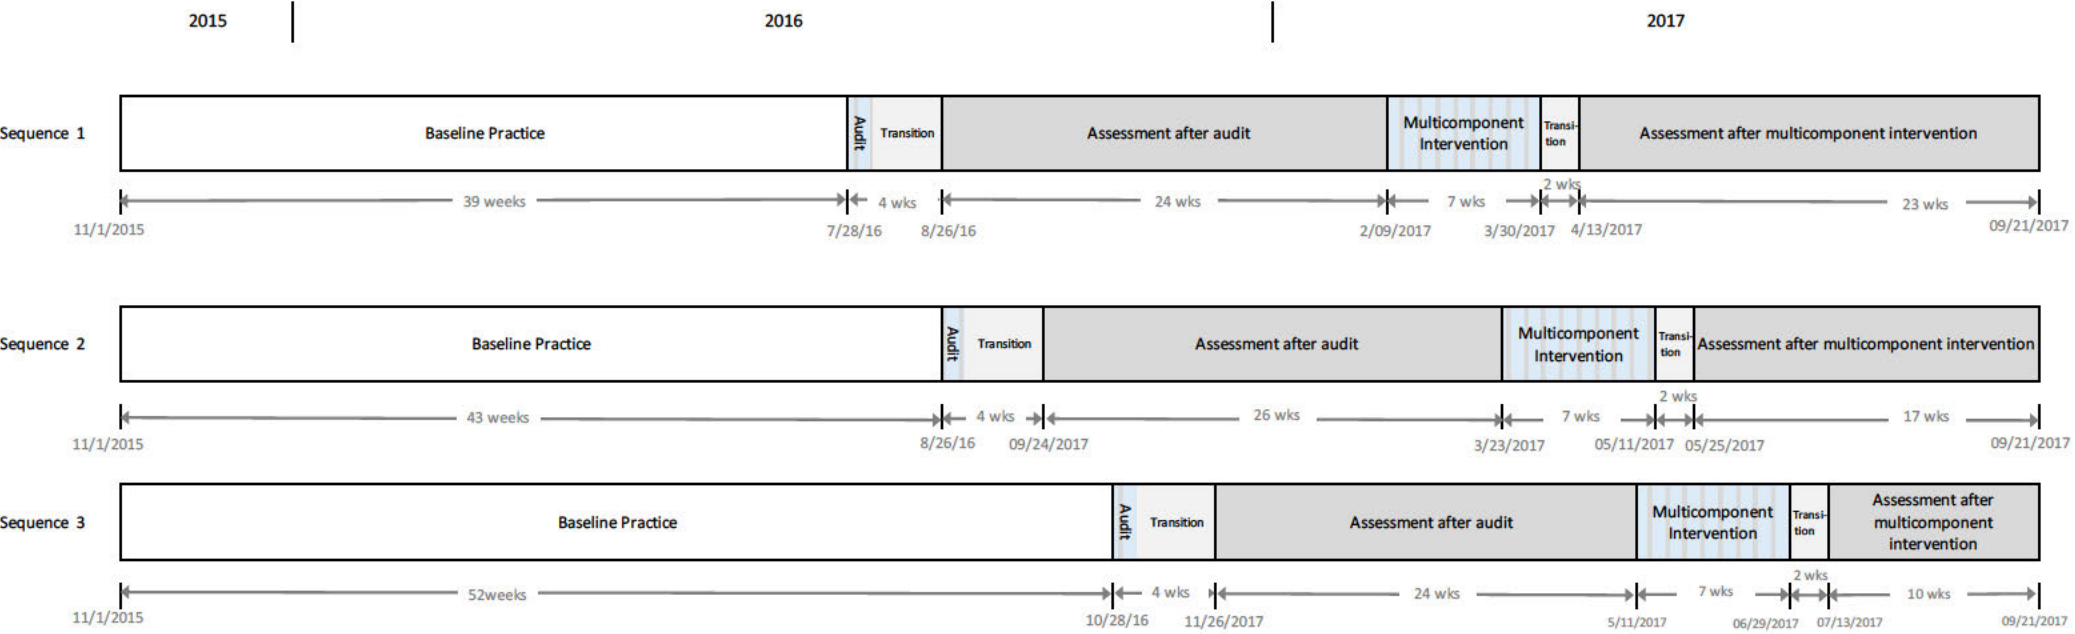 2015 2016 2017
Sequence 1
Baseline Practice
Audit
Transition
Assessment after audit
Multicomponent
Intervention
Transi-
tion
Assessment after multicomponent intervention
39 weeks
4 wks
24 wks
7 wks
2 wks
23 wks
11/1/2015
7/28/16
8/26/16
2/09/2017
3/30/2017
4/13/2017
09/21/2017
Sequence 2
Baseline Practice
Audit
Transition
Assessment after audit
Multicomponent
Intervention
Transi-
tion
Assessment after multicomponent intervention
43 weeks
4 wks
26 wks
7 wks
2 wks
17 wks
11/1/2015
8/26/16
09/24/2017
3/23/2017
05/11/2017
05/25/2017
09/21/2017
Sequence 3
Baseline Practice
Audit
Transition
Assessment after audit
Multicomponent
Intervention
Transi-
tion
Assessment after
multicomponent
intervention
52weeks
4 wks
24 wks
7 wks
2 wks
10 wks
11/1/2015
10/28/16
11/26/2017
5/11/2017
06/29/2017
07/13/2017
09/21/2017